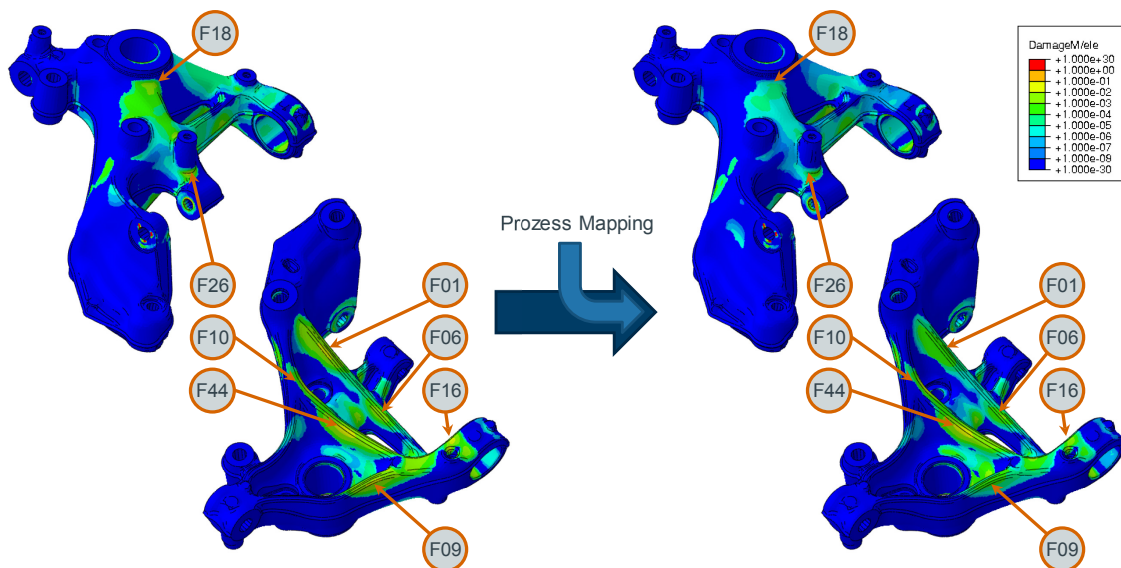 F18
F18
DamageM/ele
+1.000e+30
+1.000e+00
+1.000e-01
+1.000e-02
+1.000e-03
+1.000e-04
+1.000e-05
+1.000e-06
+1.000e-07
+1.000e-09
+1.000e-30
Prozess Mapping
F26
F01
F26
F01
F10
F06
F10
F06
F44
F16
F44
F16
F09
F09